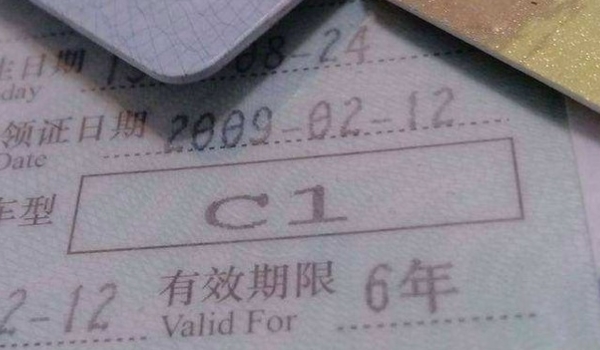 生日期 1 08-24
day
领证日期 2009-02-12
Date
车型 C1
2-12 有效期限 6年
Valid For